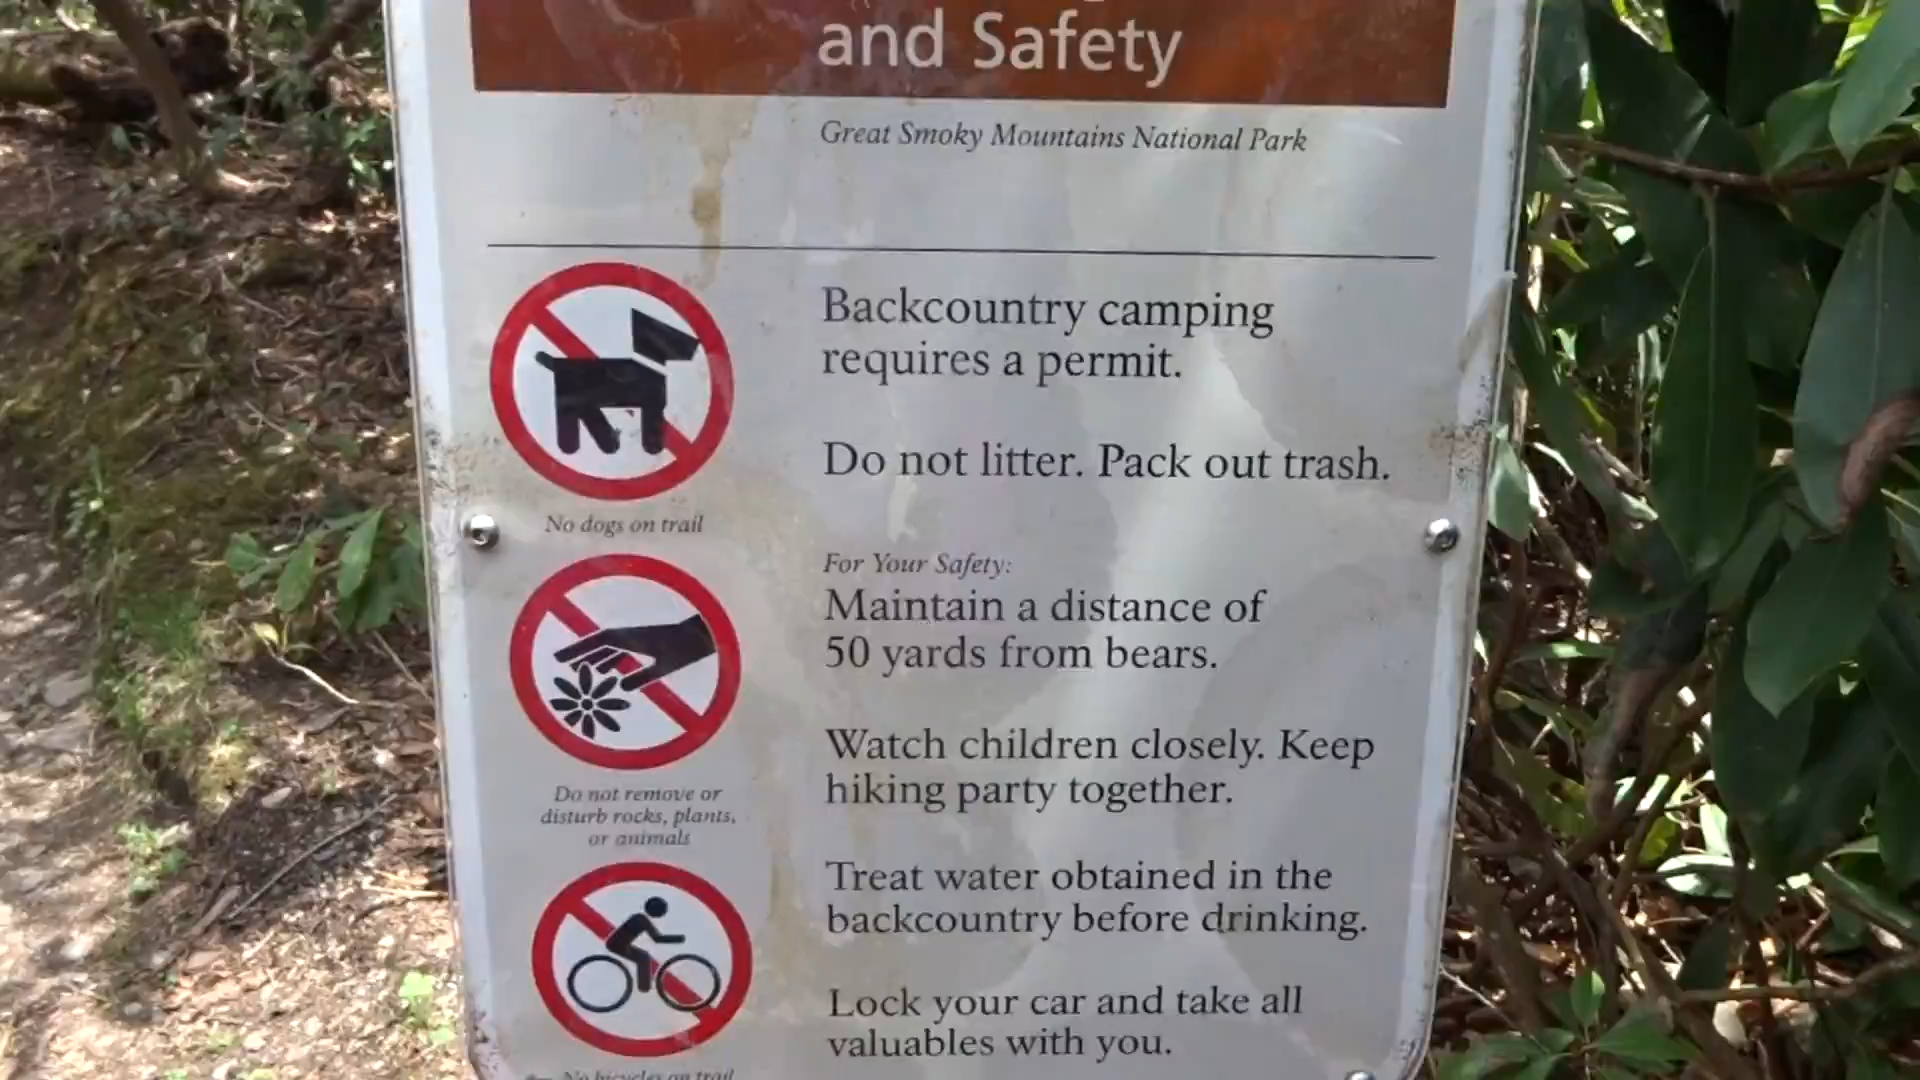 and Safety
Great Smoky Mountains National Park
Backcountry camping
requires a permit.
Do not litter. Pack out trash.
No dogs on trail
For Your Safety:
Maintain a distance of
50 yards from bears.
Do not remove or
disturb rocks, plants,
or animals
Watch children closely. Keep
hiking party together.
Treat water obtained in the
backcountry before drinking.
Lock your car and take all
valuables with you.
No bicycles on trail